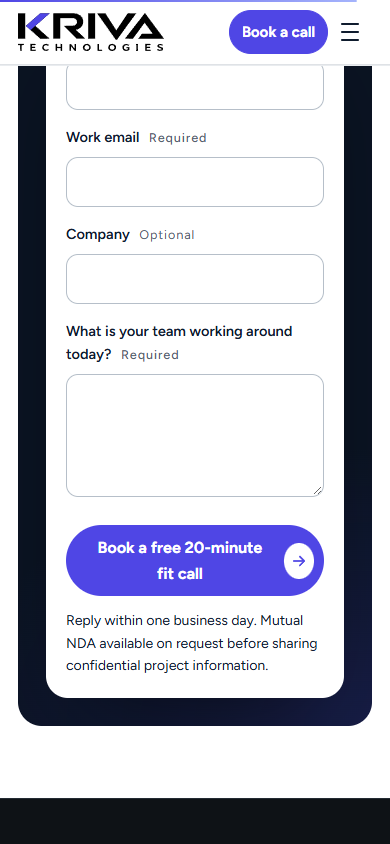 KRIVA
TECHNOLOGIES
Book a call
Work email Required
Company Optional
What is your team working around
today? Required
Book a free 20-minute
fit call
Reply within one business day. Mutual
NDA available on request before sharing
confidential project information.